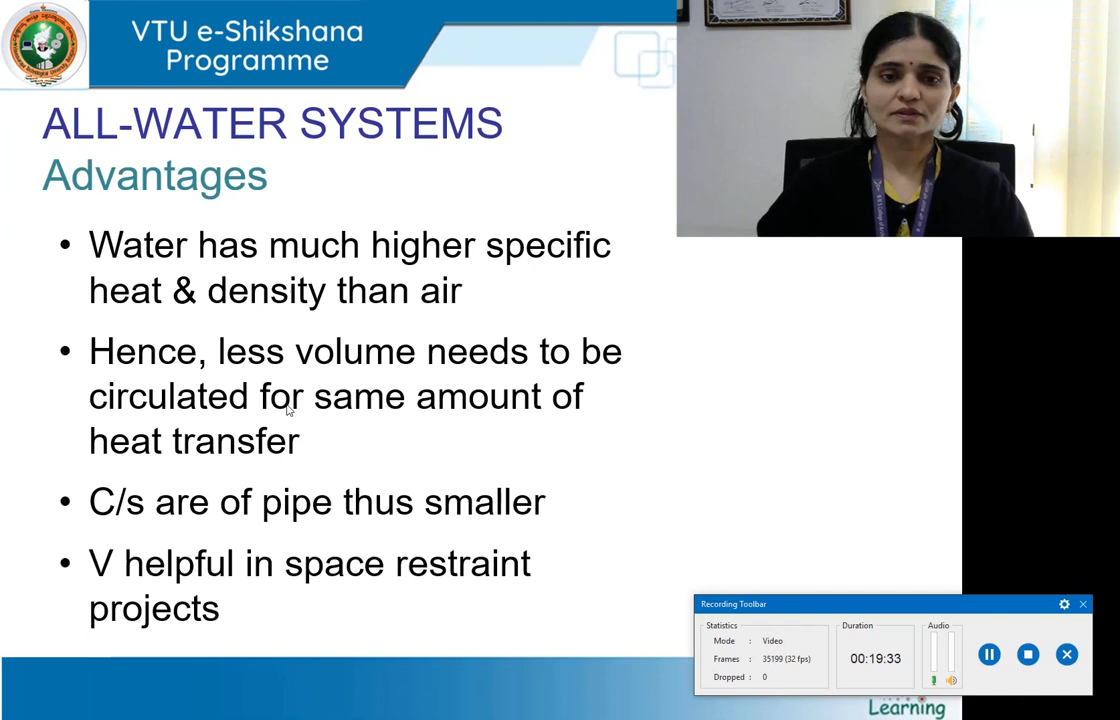 VTU e-Shikshana
Programme
ALL-WATER SYSTEMS
Advantages
• Water has much higher specific
heat & density than air
• Hence, less volume needs to be
circulated for same amount of
heat transfer
• C/s are of pipe thus smaller
• V helpful in space restraint
projects
Recording Toolbar
Statistics
Mode : Video
Frames : 35199 (32 fps)
Dropped : 0
Duration
00:19:33
Audio
Learning